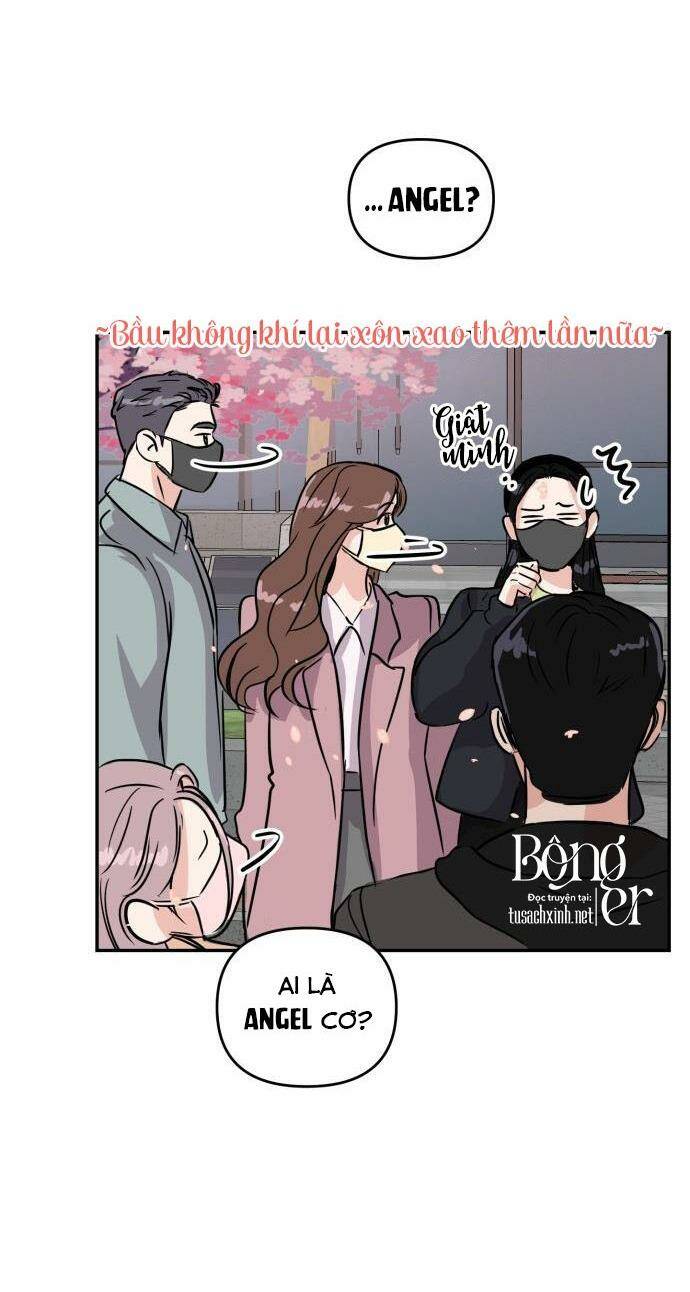 ... ANGEL?
~Bầu không khí lại xôn xao thêm lần nữa~
Giật
mình
Bông
er
Đọc truyện tại:
tusachxinh.net
AI LÀ
ANGEL CƠ?